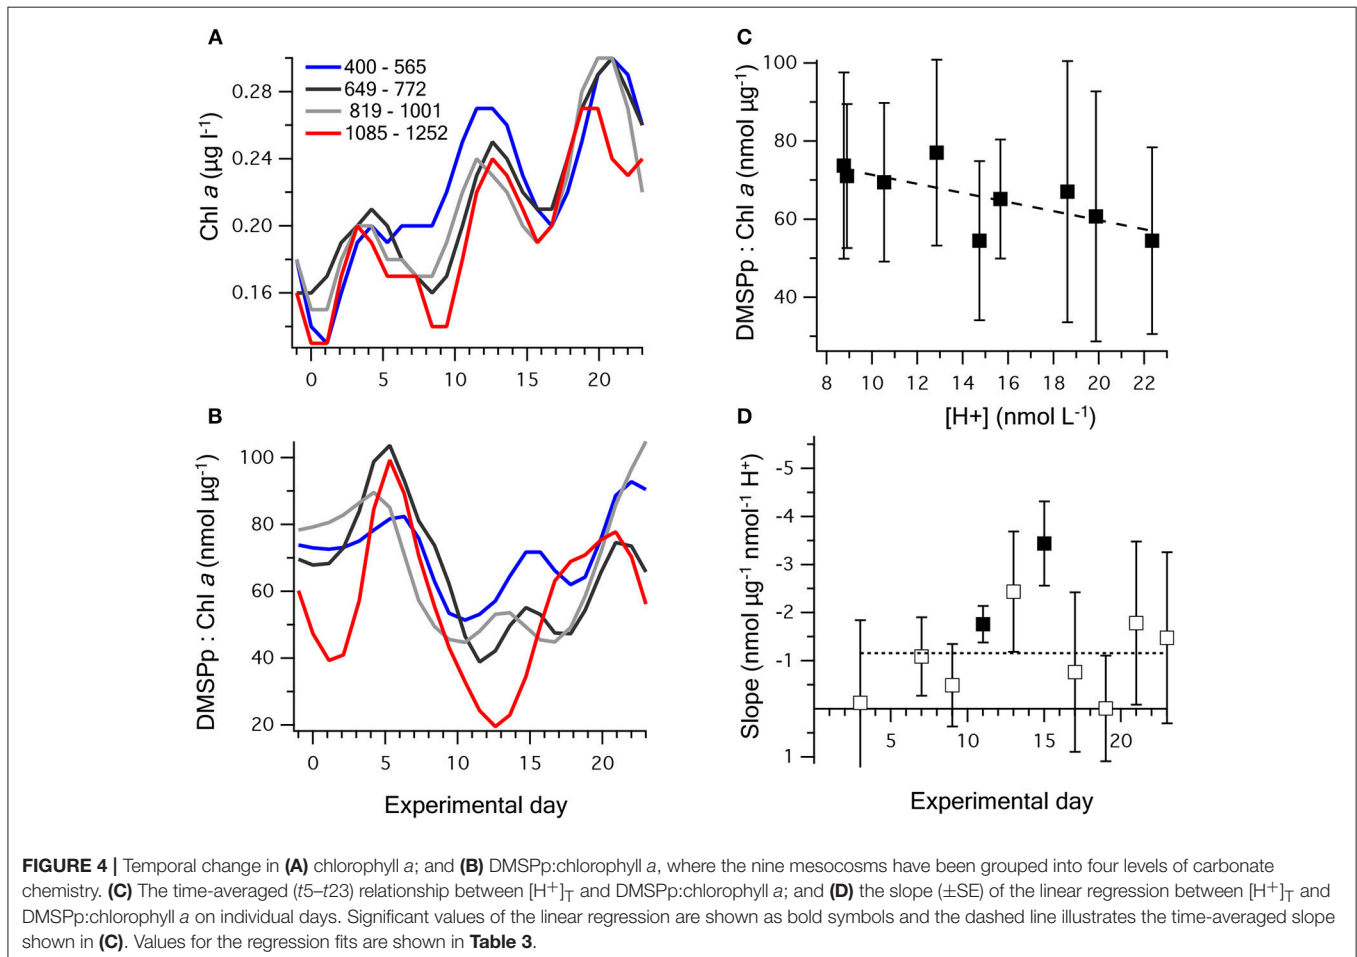 A
400 - 565
649 - 772
819 - 1001
1085 - 1252
Chl a (µg l-1)
0.28
0.24
0.20
0.16
0
5
10
15
20
C
DMSPp : Chl a (nmol µg-1)
100
80
60
40
8
10
12
14
16
18
20
22
[H+] (nmol L-1)
B
DMSPp : Chl a (nmol µg-1)
100
80
60
40
20
0
5
10
15
20
Experimental day
D
Slope (nmol µg-1 nmol-1 H+)
-5
-4
-3
-2
-1
1
5
10
15
20
Experimental day
FIGURE 4 | Temporal change in (A) chlorophyll a; and (B) DMSPp:chlorophyll a, where the nine mesocosms have been grouped into four levels of carbonate
chemistry. (C) The time-averaged (t5–t23) relationship between [H+]T and DMSPp:chlorophyll a; and (D) the slope (±SE) of the linear regression between [H+]T and
DMSPp:chlorophyll a on individual days. Significant values of the linear regression are shown as bold symbols and the dashed line illustrates the time-averaged slope
shown in (C). Values for the regression fits are shown in Table 3.